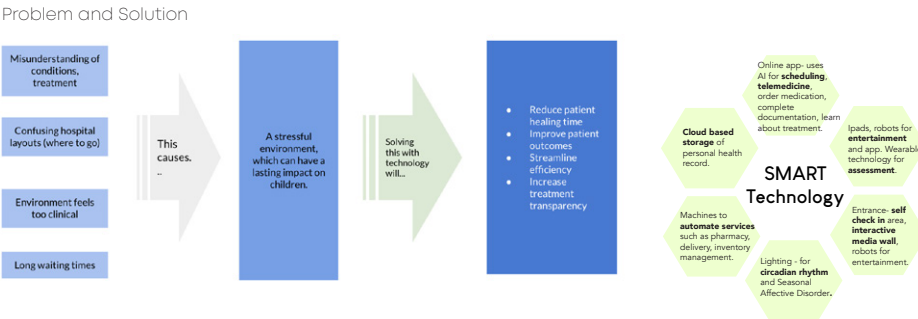 Problem and Solution
Misunderstanding of
conditions,
treatment
Confusing hospital
layouts (where to go)
Environment feels
too clinical
Long waiting times
This
causes.
..
A stressful
environment,
which can have a
lasting impact on
children.
Solving
this with
technology
will...
• Reduce patient
healing time
• Improve patient
outcomes
• Streamline
efficiency
• Increase
treatment
transparency
SMART
Technology
Online app- uses
AI for scheduling,
telemedicine,
order medication,
complete
documentation, learn
about treatment.
Ipads, robots for
entertainment
and app. Wearable
technology for
assessment.
Entrance- self
check in area,
interactive
media wall,
robots for
entertainment.
Lighting - for
circadian rhythm
and Seasonal
Affective Disorder.
Machines to
automate services
such as pharmacy,
delivery, inventory
management.
Cloud based
storage of
personal health
record.